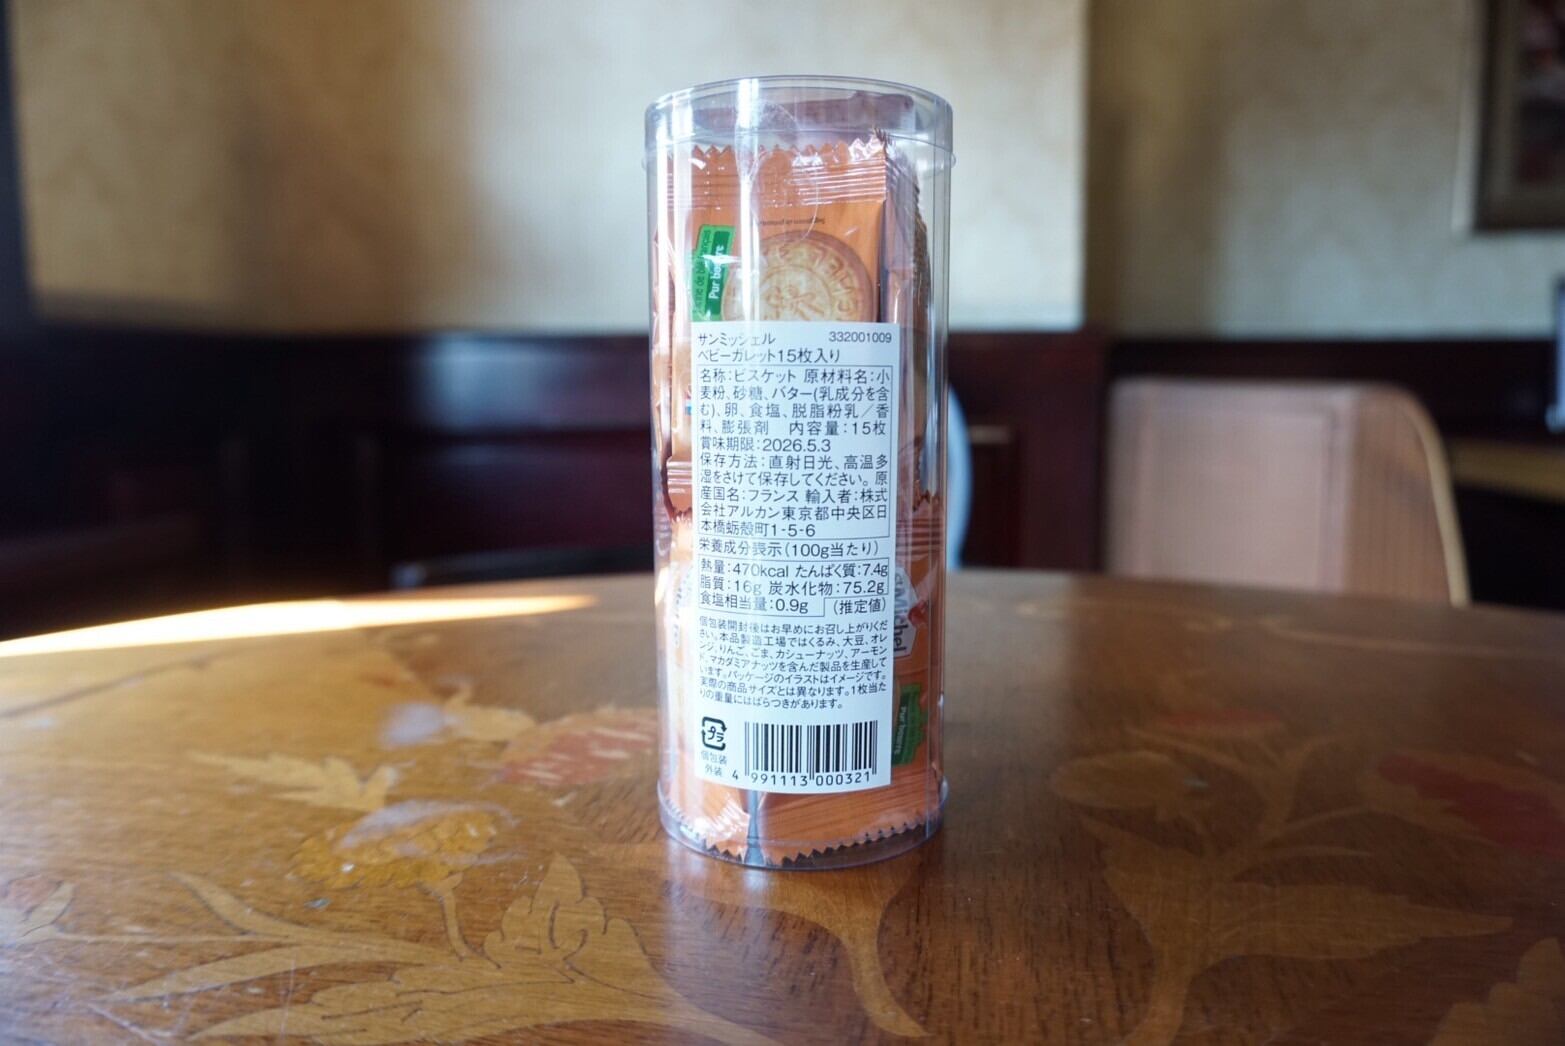 Pur beurre
サンミッシェル 332001009
ベビーガレット15枚入り
名称:ビスケット 原材料名:小
麦粉、砂糖、バター(乳成分を含
む)、卵、食塩、脱脂粉乳／香
料、膨張剤 内容量:15枚
賞味期限:2026.5.3
保存方法:直射日光、高温多
湿をさけて保存してください。原
産国名:フランス 輸入者:株式
会社アルカン東京都中央区日
本橋蛎殻町1-5-6
栄養成分表示(100g当たり)
熱量:470kcal たんぱく質:7.4g
脂質:16g 炭水化物:75.2g
食塩相当量:0.9g (推定値)
個包装開封後はお早めにお召し上がりくだ
さい。本品製造工場ではくるみ、大豆、オレ
ンジ、りんご、ごま、カシューナッツ、アーモン
ド、マカダミアナッツを含んだ製品を生産して
います。パッケージのイラストはイメージです。
実際の商品サイズとは異なります。1枚当た
りの重量にはばらつきがあります。
プラ
個包装
外装
4 991113 000321
Pur beurre